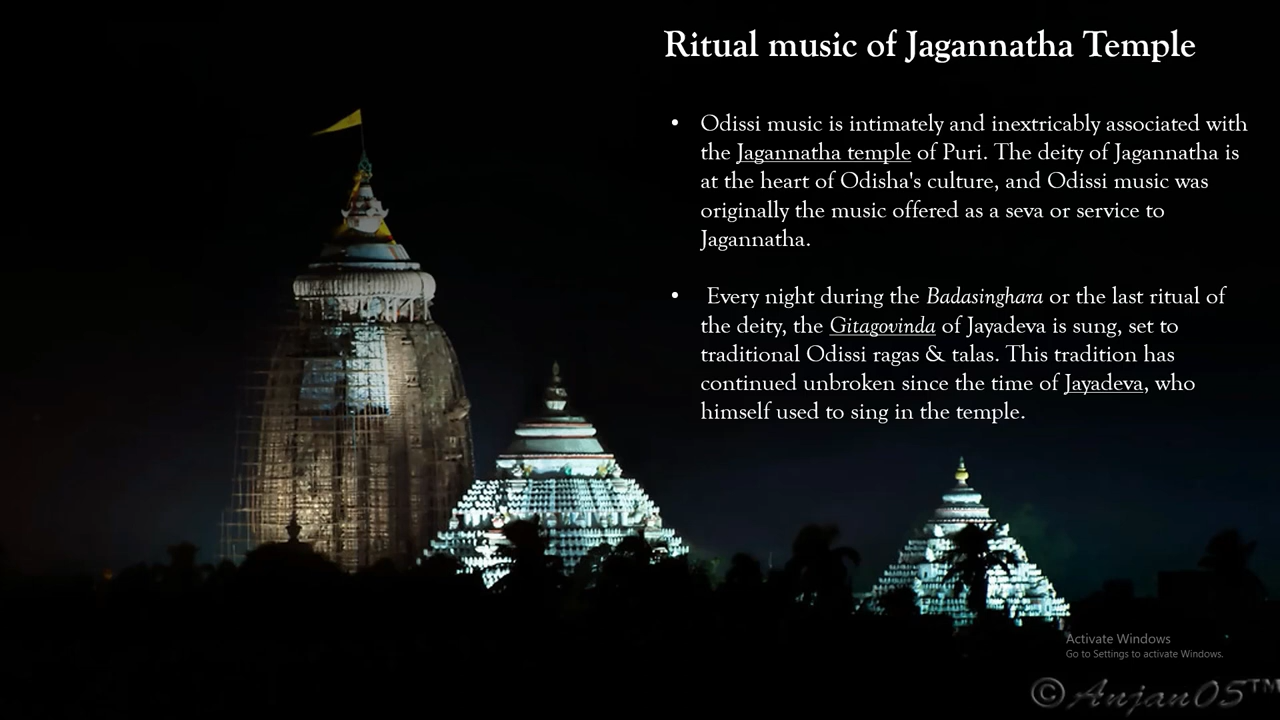 Ritual music of Jagannatha Temple
• Odissi music is intimately and inextricably associated with
the Jagannatha temple of Puri. The deity of Jagannatha is
at the heart of Odisha's culture, and Odissi music was
originally the music offered as a seva or service to
Jagannatha.
• Every night during the Badasinghara or the last ritual of
the deity, the Gitagovinda of Jayadeva is sung, set to
traditional Odissi ragas & talas. This tradition has
continued unbroken since the time of Jayadeva, who
himself used to sing in the temple.
Activate Windows
Go to Settings to activate Windows.
©Anjan05™